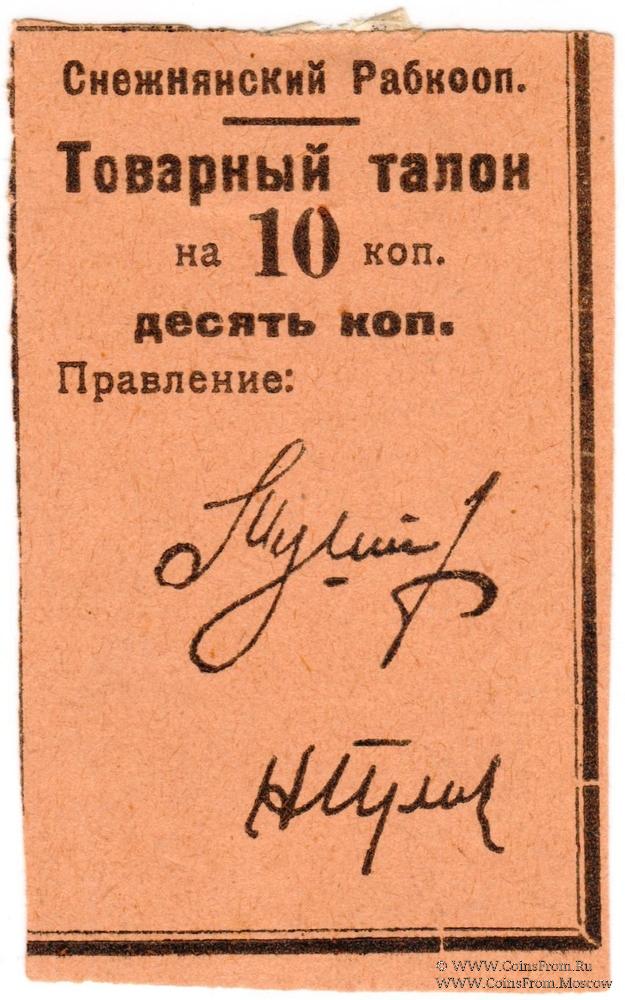 Снежнянский Рабкооп.
Товарный талон
на 10 коп.
десять коп.
Правление:
© WWW.CoinsFrom.Ru
WWW.CoinsFrom.Moscow